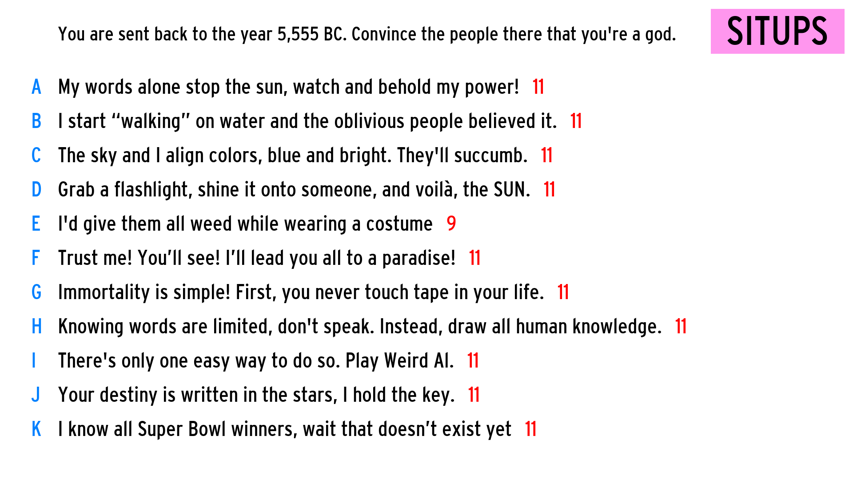 You are sent back to the year 5,555 BC. Convince the people there that you're a god.
SITUPS
A My words alone stop the sun, watch and behold my power! 11
B I start “walking” on water and the oblivious people believed it. 11
C The sky and I align colors, blue and bright. They'll succumb. 11
D Grab a flashlight, shine it onto someone, and voilà, the SUN. 11
E I'd give them all weed while wearing a costume 9
F Trust me! You’ll see! I’ll lead you all to a paradise! 11
G Immortality is simple! First, you never touch tape in your life. 11
H Knowing words are limited, don't speak. Instead, draw all human knowledge. 11
I There's only one easy way to do so. Play Weird Al. 11
J Your destiny is written in the stars, I hold the key. 11
K I know all Super Bowl winners, wait that doesn’t exist yet 11